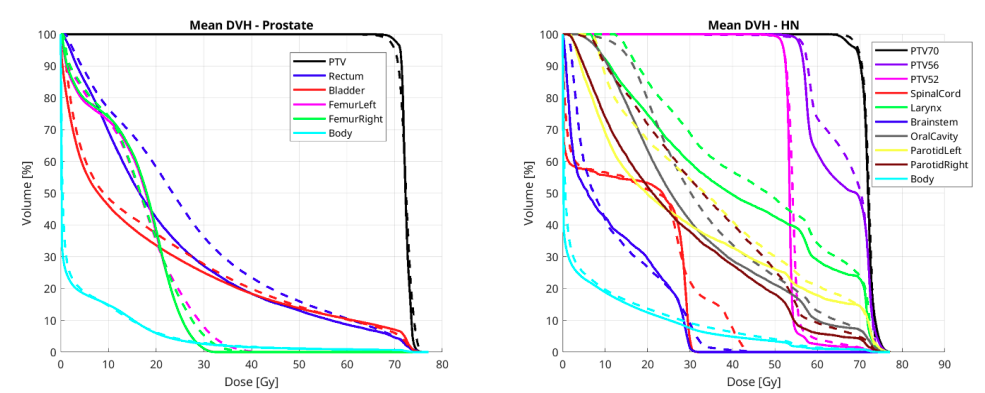 Mean DVH - Prostate
100
90
80
70
60
50
40
30
20
10
0
Volume [%]
0 10 20 30 40 50 60 70 80
Dose [Gy]
PTV
Rectum
Bladder
FemurLeft
FemurRight
Body
Mean DVH - HN
100
90
80
70
60
50
40
30
20
10
0
Volume [%]
0 10 20 30 40 50 60 70 80 90
Dose [Gy]
PTV70
PTV56
PTV52
SpinalCord
Larynx
Brainstem
OralCavity
ParotidLeft
ParotidRight
Body